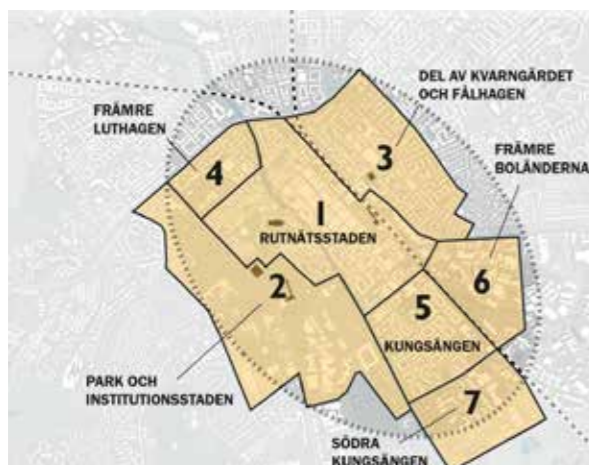 DEL AV KVARNGÄRDET
OCH FÅLHAGEN
FRÄMRE
LUTHAGEN
FRÄMRE
BOLÄNDERNA
3
4
1
RUTNÄTSSTADEN
2
6
5
KUNGSÄNGEN
PARK OCH
INSTITUTIONSSTADEN
7
SÖDRA
KUNGSÄNGEN